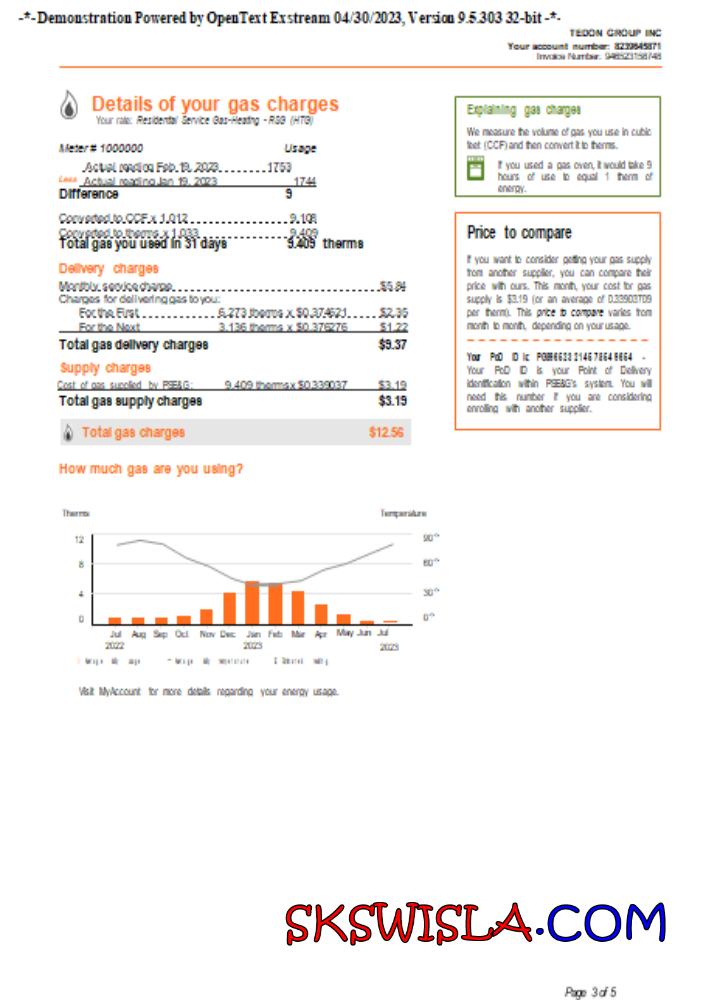 -*- Demonstration Powered by OpenText Exstream 04/30/2023, Version 9.5.303 32-bit -*-
TEDON GROUP INC
Your account number: 8239645871
Invoice Number: 946523158748
Details of your gas charges
Your rate: Residential Service Gas-Heating - RSG (HTG)
Meter # 1000000 Usage
Actual reading Feb 19, 2023 1753
Less Actual reading Jan 19, 2023 1744
Difference 9
Converted to CCF x 1.012 9.108
Converted to therms x 1.033 9.409
Total gas you used in 31 days 9.409 therms
Delivery charges
Monthly service charge $5.84
Charges for delivering gas to you:
For the First 6.273 therms x $0.374621 $2.35
For the Next 3.136 therms x $0.376276 $1.22
Total gas delivery charges $9.37
Supply charges
Cost of gas supplied by PSE&G: 9.409 therms x $0.339037 $3.19
Total gas supply charges $3.19
Total gas charges $12.56
Explaining gas charges
We measure the volume of gas you use in cubic
feet (CCF) and then convert it to therms.
If you used a gas oven, it would take 9
hours of use to equal 1 therm of
energy.
Price to compare
If you want to consider getting your gas supply
from another supplier, you can compare their
price with ours. This month, your cost for gas
supply is $3.19 (or an average of 0.33903709
per therm). This price to compare varies from
month to month, depending on your usage.
Your PoD ID is: -
Your PoD ID is your Point of Delivery
identification within PSE&G's system. You will
need this number if you are considering
enrolling with another supplier.
How much gas are you using?
Therms Temperature
12 90°
8 60°
4 30°
0 0°
Jul Aug Sep Oct Nov Dec Jan Feb Mar Apr May Jun Jul
2022 2023 2023
Visit MyAccount for more details regarding your energy usage.
SKSWISLA.COM
Page 3 of 5